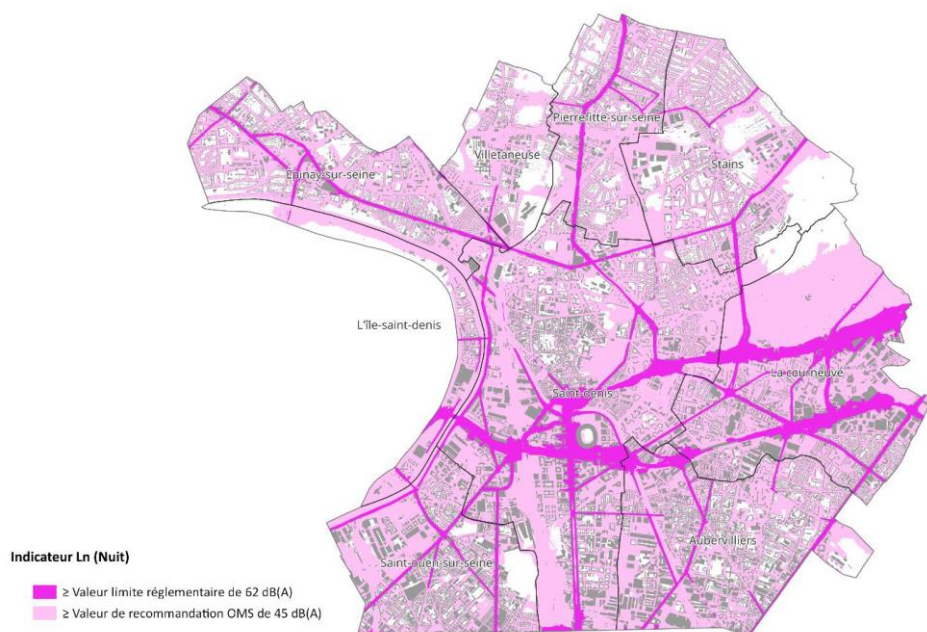 Pierrefitte-sur-seine
Villetaneuse
Stains
Epinay-sur-seine
L'île-saint-denis
La courneuve
Saint-denis
Aubervilliers
Saint-ouen-sur-seine
Indicateur Ln (Nuit)
≥ Valeur limite réglementaire de 62 dB(A)
≥ Valeur de recommandation OMS de 45 dB(A)